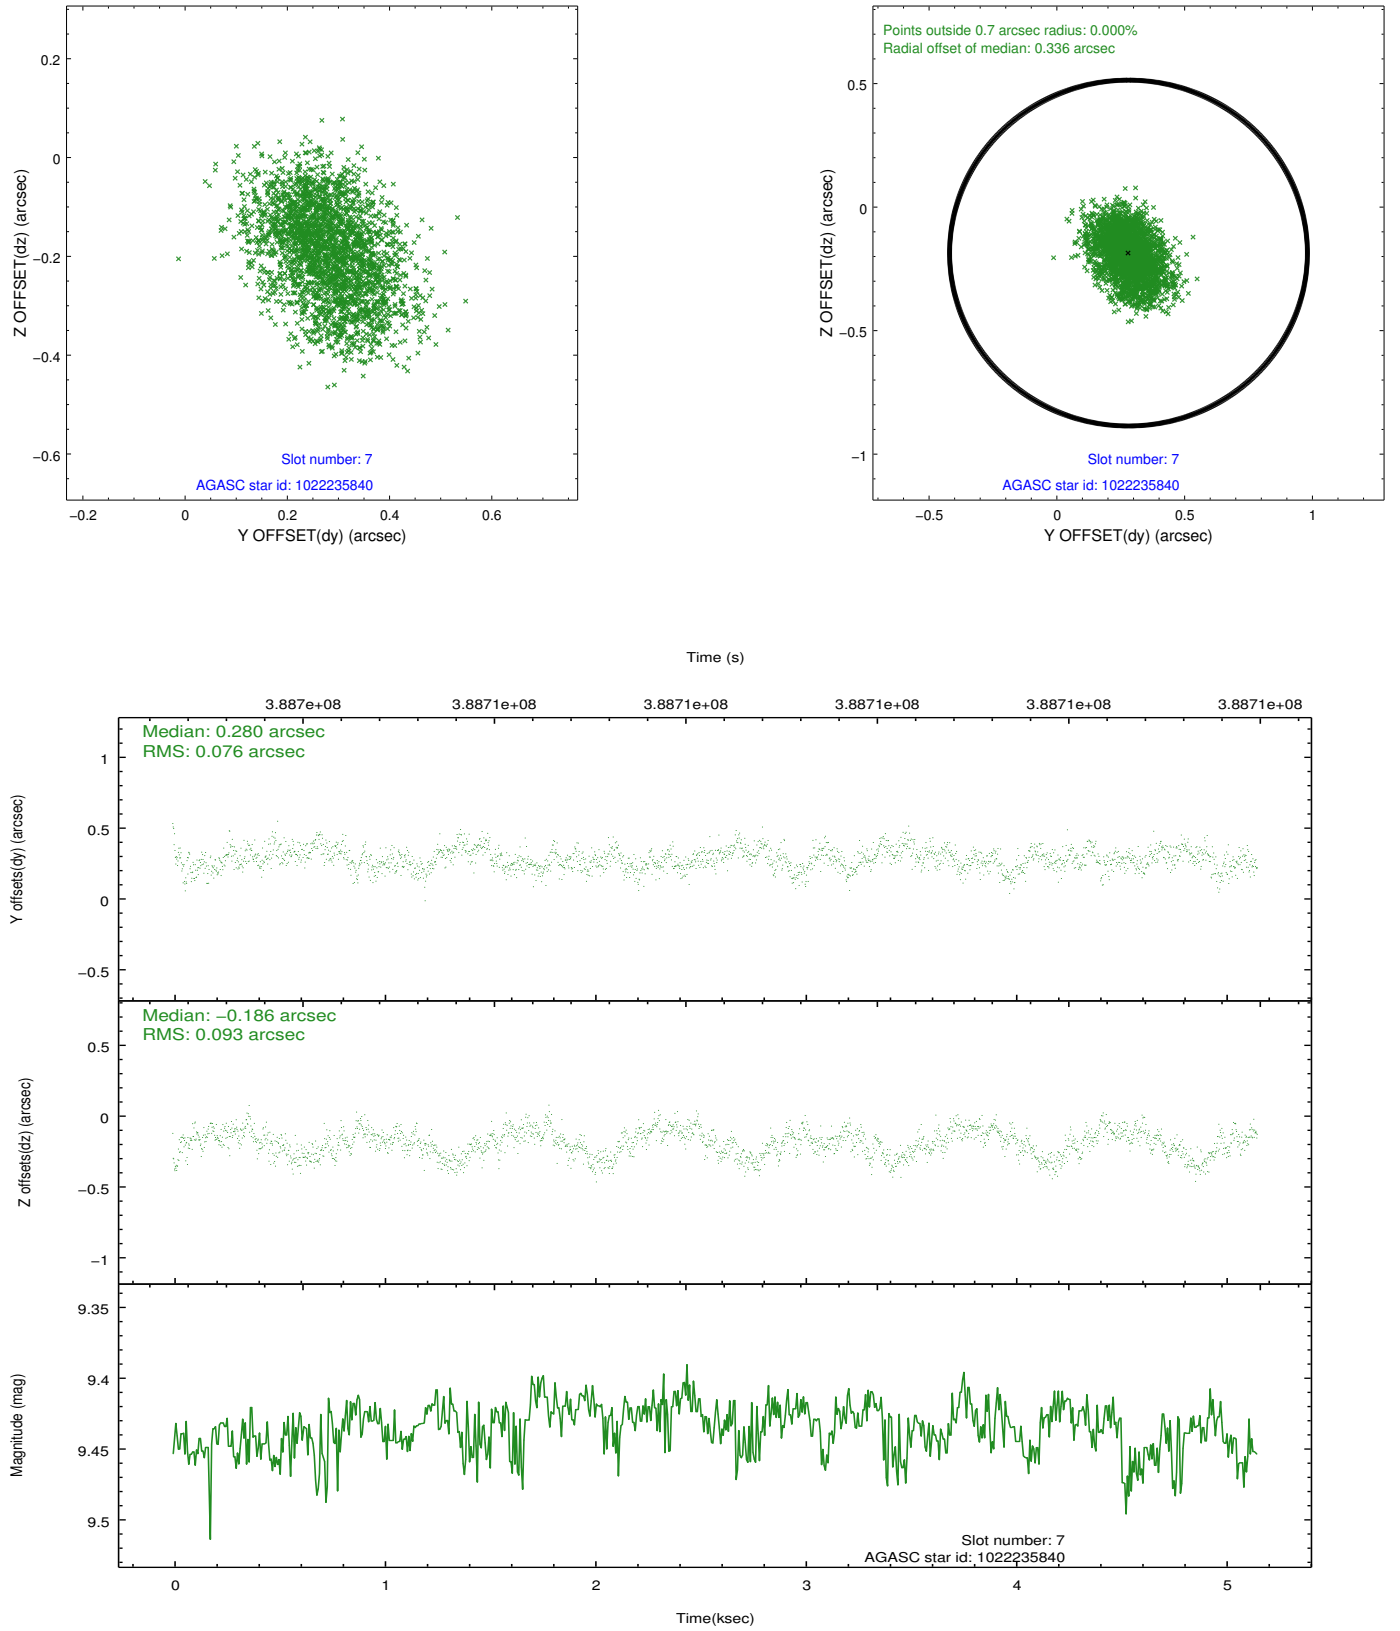 0.2
0
−0.2
−0.4
−0.6
Z OFFSET(dz) (arcsec)
Slot number: 7
AGASC star id: 1022235840
−0.2
0
0.2
0.4
0.6
Y OFFSET(dy) (arcsec)
Points outside 0.7 arcsec radius: 0.000%
Radial offset of median: 0.336 arcsec
0.5
0
−0.5
−1
Z OFFSET(dz) (arcsec)
Slot number: 7
AGASC star id: 1022235840
−0.5
0
0.5
1
Y OFFSET(dy) (arcsec)
Time (s)
3.887e+08
3.8871e+08
3.8871e+08
3.8871e+08
3.8871e+08
3.8871e+08
Median: 0.280 arcsec
RMS: 0.076 arcsec
1
0.5
0
−0.5
Y offsets(dy) (arcsec)
Median: −0.186 arcsec
RMS: 0.093 arcsec
0.5
0
−0.5
−1
Z offsets(dz) (arcsec)
9.35
9.4
9.45
9.5
Magnitude (mag)
Slot number: 7
AGASC star id: 1022235840
0
1
2
3
4
5
Time(ksec)